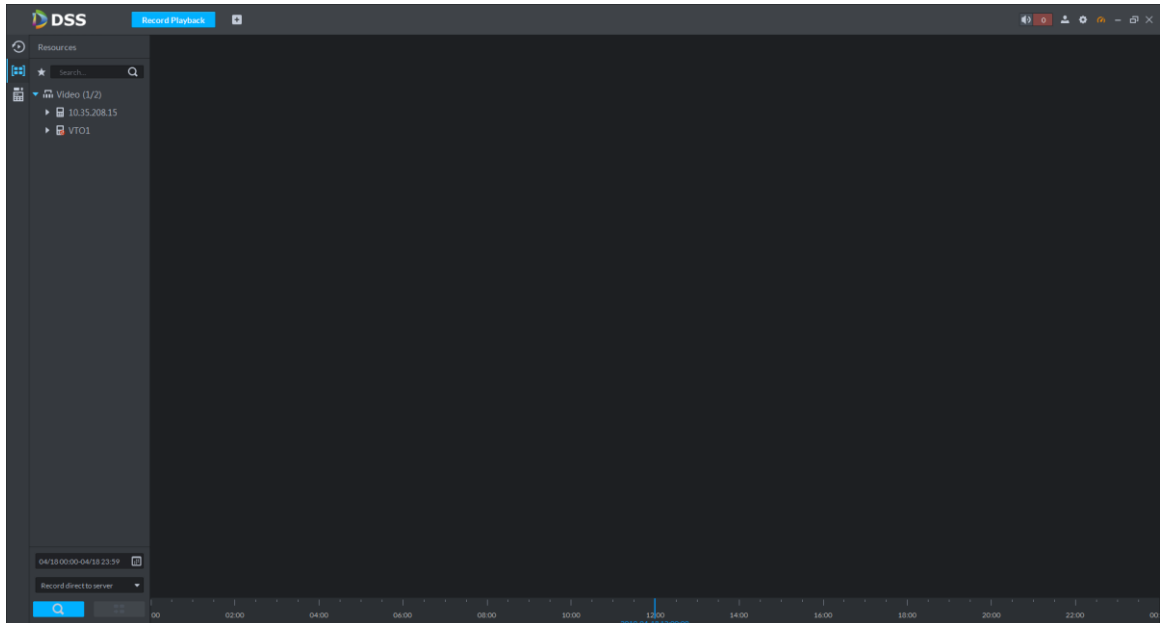 DSS
Record Playback
0
Resources
Search...
Video (1/2)
10.35.208.15
VTO1
04/18 00:00-04/18 23:59
Record direct to server
00 02:00 04:00 06:00 08:00 10:00 12:00 14:00 16:00 18:00 20:00 22:00 00